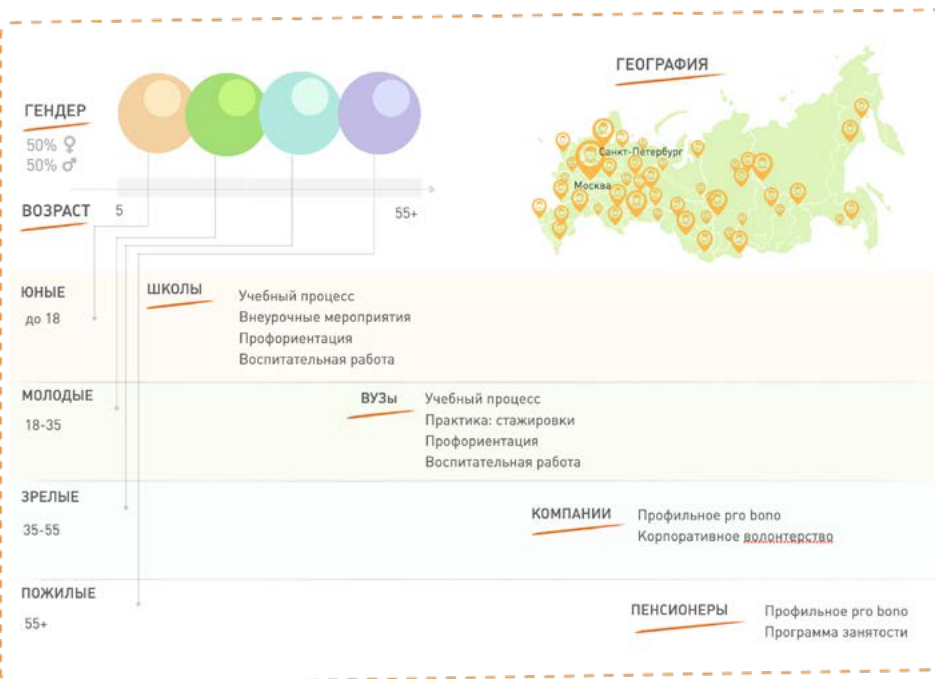 ГЕНДЕР
50% ♀
50% ♂
ВОЗРАСТ
5
55+
ГЕОГРАФИЯ
Санкт-Петербург
Москва
ЮНЫЕ
до 18
ШКОЛЫ
Учебный процесс
Внеурочные мероприятия
Профориентация
Воспитательная работа
МОЛОДЫЕ
18-35
ВУЗы
Учебный процесс
Практика: стажировки
Профориентация
Воспитательная работа
ЗРЕЛЫЕ
35-55
КОМПАНИИ
Профильное pro bono
Корпоративное волонтерство
ПОЖИЛЫЕ
55+
ПЕНСИОНЕРЫ
Профильное pro bono
Программа занятости